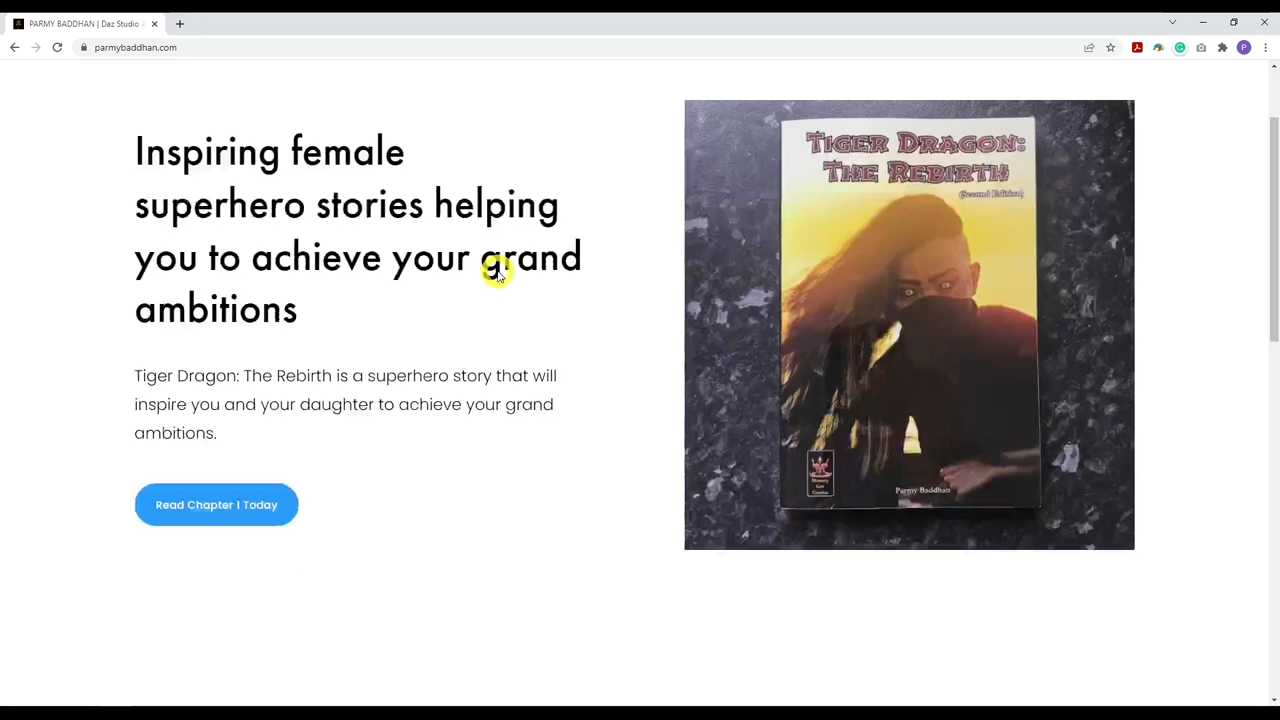 PARMY BADDHAN | Daz Studio
parmybaddhan.com
P
Inspiring female
superhero stories helping
you to achieve your grand
ambitions
Tiger Dragon: The Rebirth is a superhero story that will
inspire you and your daughter to achieve your grand
ambitions.
Read Chapter 1 Today
TIGER DRAGON:
THE REBIRTH
(Second Edition)
Parmy Baddhan